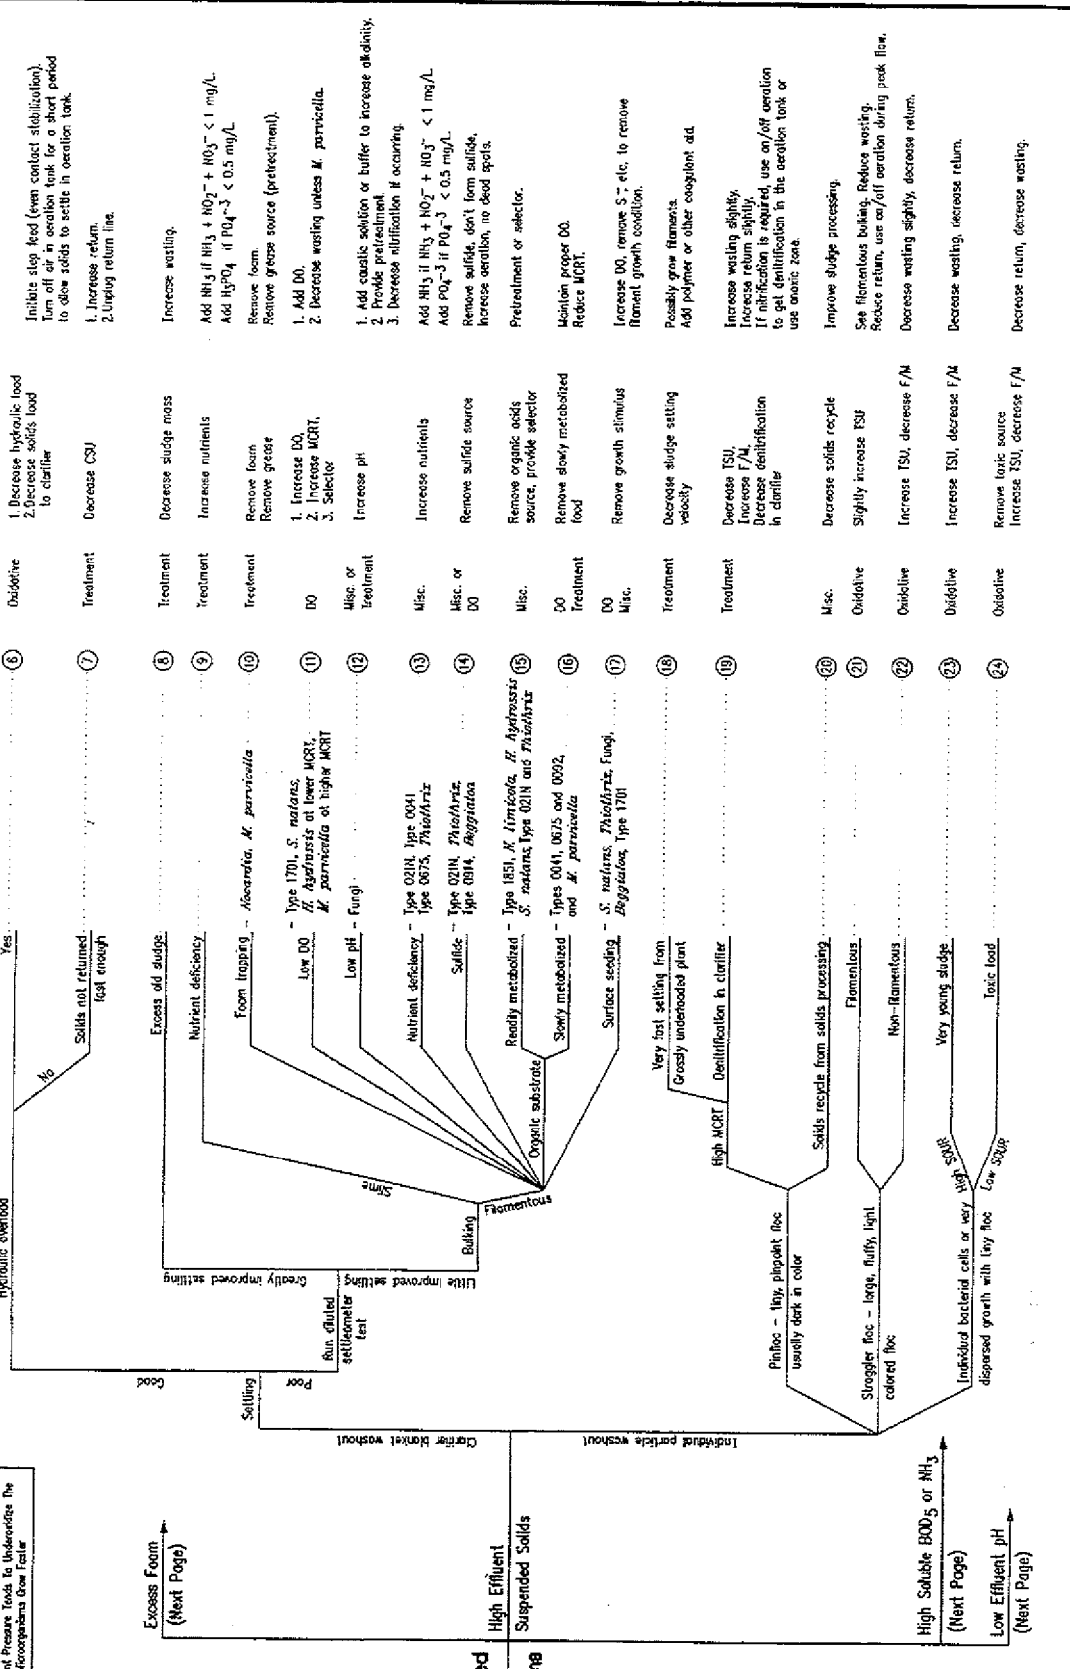 nt Pressure Tends To Underoxidize The
Microorganisms Grow Faster
Excess Foam
(Next Page)
High Effluent
Suspended Solids
High Soluble BOD5 or NH3
(Next Page)
Low Effluent pH
(Next Page)
ed
ns
Clarifier blanket washout
Individual particle washout
Settling
Good
Poor
Run diluted
settleometer
test
Greatly improved settling
Little improved settling
Hydraulic overload
Yes
No
Solids not returned
fast enough
Excess old sludge
Bulking
Slime
Filamentous
Nutrient deficiency
Foam trapping - Nocardia, M. parvicella
Low DO - Type 1701, S. natans,
H. hydrossis at lower MCRT,
M. parvicella at higher MCRT
Low pH - Fungi
Nutrient deficiency - Type 021N, Type 0041
Type 0675, Thiothrix
Sulfide - Type 021N, Thiothrix,
Type 0914, Beggiatoa
Organic substrate
Readily metabolized - Type 1851, N. limicola, H. hydrossis
S. natans, Type 021N and Thiothrix
Slowly metabolized - Types 0041, 0675 and 0092,
and M. parvicella
Surface seeding - S. natans, Thiothrix, Fungi,
Beggiatoa, Type 1701
Pinfloc - tiny, pinpoint floc
usually dark in color
High MCRT
Very fast settling from
Grossly underloaded plant
Denitrification in clarifier
Solids recycle from solids processing
Straggler floc - large, fluffy, light
colored floc
Filamentous
Non-filamentous
Individual bacterial cells or very
dispersed growth with tiny floc
High SOUR
Low SOUR
Very young sludge
Toxic load
6
Oxidative
1. Decrease hydraulic load
2. Decrease solids load
to clarifier
Initiate step feed (even contact stabilization).
Turn off air in aeration tank for a short period
to allow solids to settle in aeration tank.
7
Treatment
Decrease CSU
1. Increase return.
2. Unplug return line.
8
Treatment
Decrease sludge mass
Increase wasting.
9
Treatment
Increase nutrients
Add NH3 if NH3 + NO2- + NO3- < 1 mg/L
Add H3PO4 if PO4-3 < 0.5 mg/L
10
Treatment
Remove foam
Remove grease
Remove foam.
Remove grease source (pretreatment).
11
DO
1. Increase DO,
2. Increase MCRT,
3. Selector
1. Add DO.
2. Decrease wasting unless M. parvicella.
12
Misc. or
Treatment
Increase pH
1. Add caustic solution or buffer to increase alkalinity.
2. Provide pretreatment.
3. Decrease nitrification if occurring.
13
Misc.
Increase nutrients
Add NH3 if NH3 + NO2- + NO3- < 1 mg/L
Add PO4-3 if PO4-3 < 0.5 mg/L
14
Misc. or
DO
Remove sulfide source
Remove sulfide, don't form sulfide,
Increase aeration, no dead spots.
15
Misc.
Remove organic acids
source, provide selector
Pretreatment or selector.
16
DO
Treatment
Remove slowly metabolized
food
Maintain proper DO.
Reduce MCRT.
17
DO
Misc.
Remove growth stimulus
Increase DO, remove S-, etc, to remove
filament growth condition.
18
Treatment
Decrease sludge setting
velocity
Possibly grow filaments.
Add polymer or other coagulant aid.
19
Treatment
Decrease TSU,
Increase F/M,
Decrease denitrification
in clarifier
Increase wasting slightly.
Increase return slightly.
If nitrification is required, use on/off aeration
to get denitrification in the aeration tank or
use anoxic zone.
20
Misc.
Decrease solids recycle
Improve sludge processing.
21
Oxidative
Slightly increase TSU
See filamentous bulking. Reduce wasting.
Reduce return, use on/off aeration during peak flow.
22
Oxidative
Increase TSU, decrease F/M
Decrease wasting slightly, decrease return.
23
Oxidative
Increase TSU, decrease F/M
Decrease wasting, decrease return.
24
Oxidative
Remove toxic source
Increase TSU, decrease F/M
Decrease return, decrease wasting.